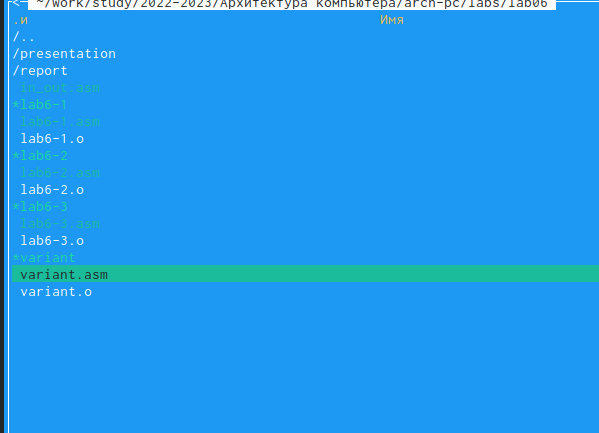 <─ ~/work/study/2022-2023/Архитектура компьютера/arch-pc/labs/lab06
.и Имя
/..
/presentation
/report
in_out.asm
*lab6-1
lab6-1.asm
lab6-1.o
*lab6-2
lab6-2.asm
lab6-2.o
*lab6-3
lab6-3.asm
lab6-3.o
*variant
variant.asm
variant.o